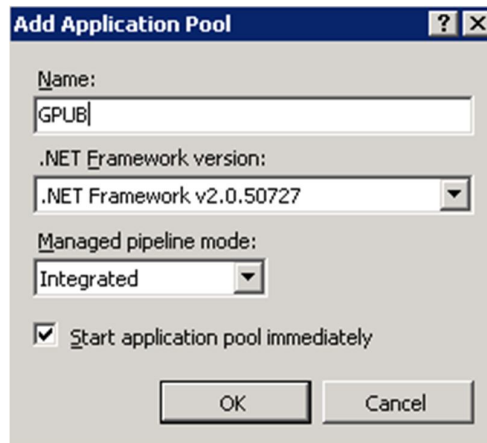 Add Application Pool
Name:
GPUB
.NET Framework version:
.NET Framework v2.0.50727
Managed pipeline mode:
Integrated
Start application pool immediately
OK Cancel